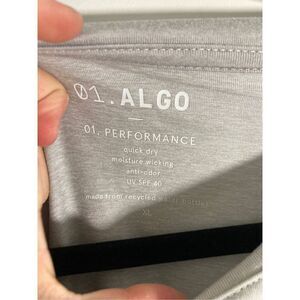 01.ALGO
—
01. PERFORMANCE
quick dry
moisture wicking
anti-odor
UV SPF 40
made from recycled
XL